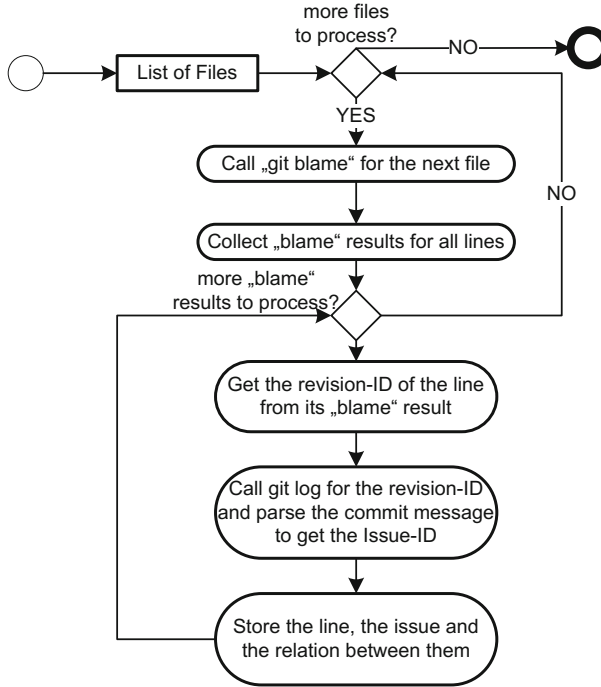 more files
to process?
NO
List of Files
YES
Call „git blame“ for the next file
NO
Collect „blame“ results for all lines
more „blame“
results to process?
Get the revision-ID of the line
from its „blame“ result
Call git log for the revision-ID
and parse the commit message
to get the Issue-ID
Store the line, the issue and
the relation between them